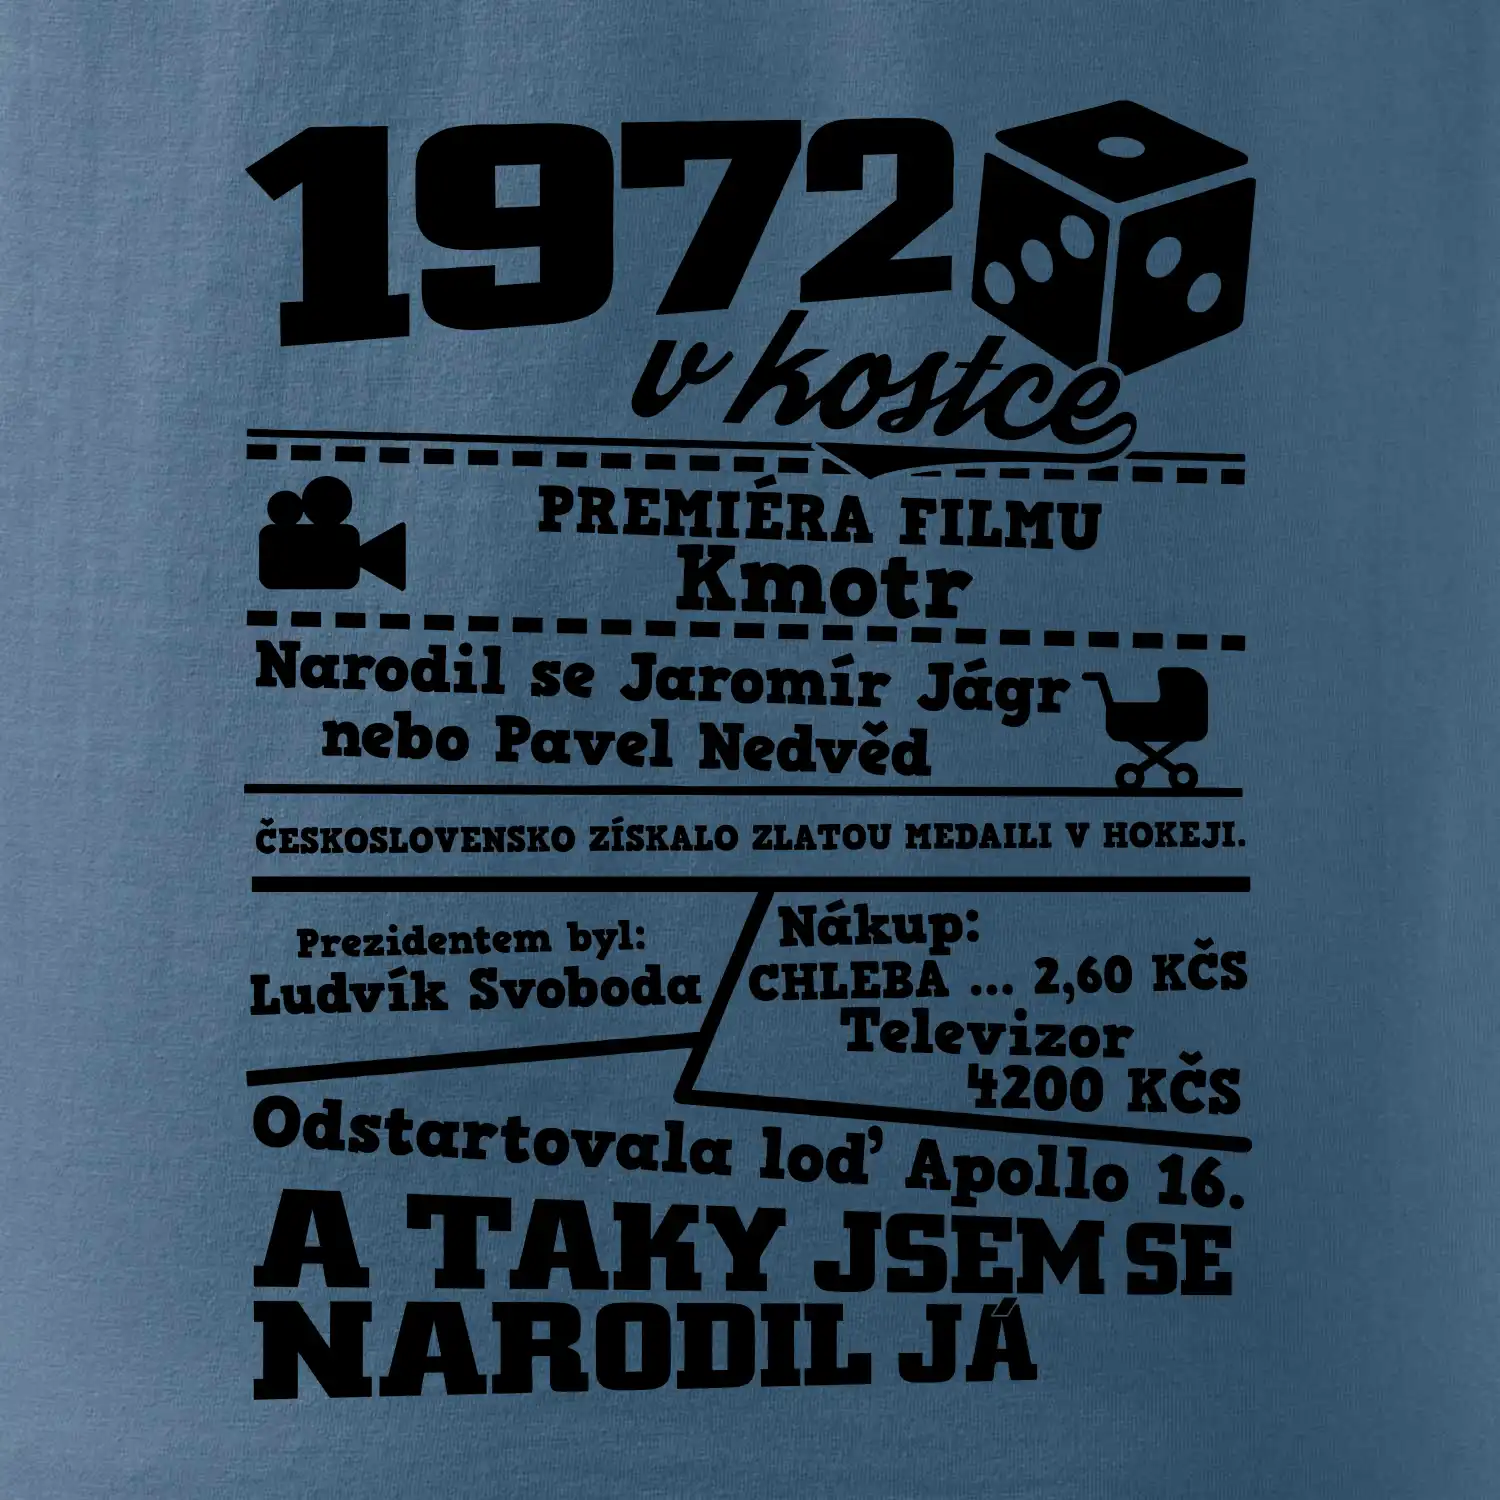 1972
v kostce
PREMIÉRA FILMU
Kmotr
Narodil se Jaromír Jágr
nebo Pavel Nedvěd
ČESKOSLOVENSKO ZÍSKALO ZLATOU MEDAILI V HOKEJI.
Prezidentem byl:
Ludvík Svoboda
Nákup:
CHLEBA ... 2,60 KČS
Televizor
4200 KČS
Odstartovala loď Apollo 16.
A TAKY JSEM SE
NARODIL JÁ